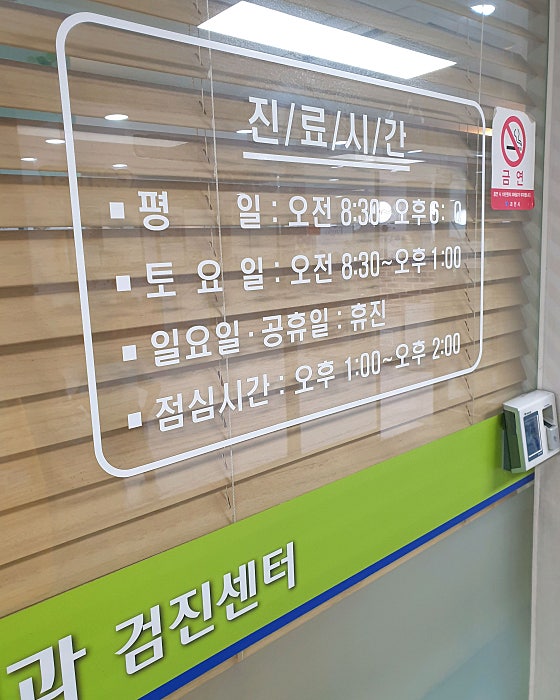 진/료/시/간
■ 평 일 : 오전 8:30~오후 6: 0
■ 토 요 일 : 오전 8:30~오후 1:00
■ 일요일·공휴일 : 휴진
■ 점심시간 : 오후 1:00~오후 2:00
금연
과 검진센터